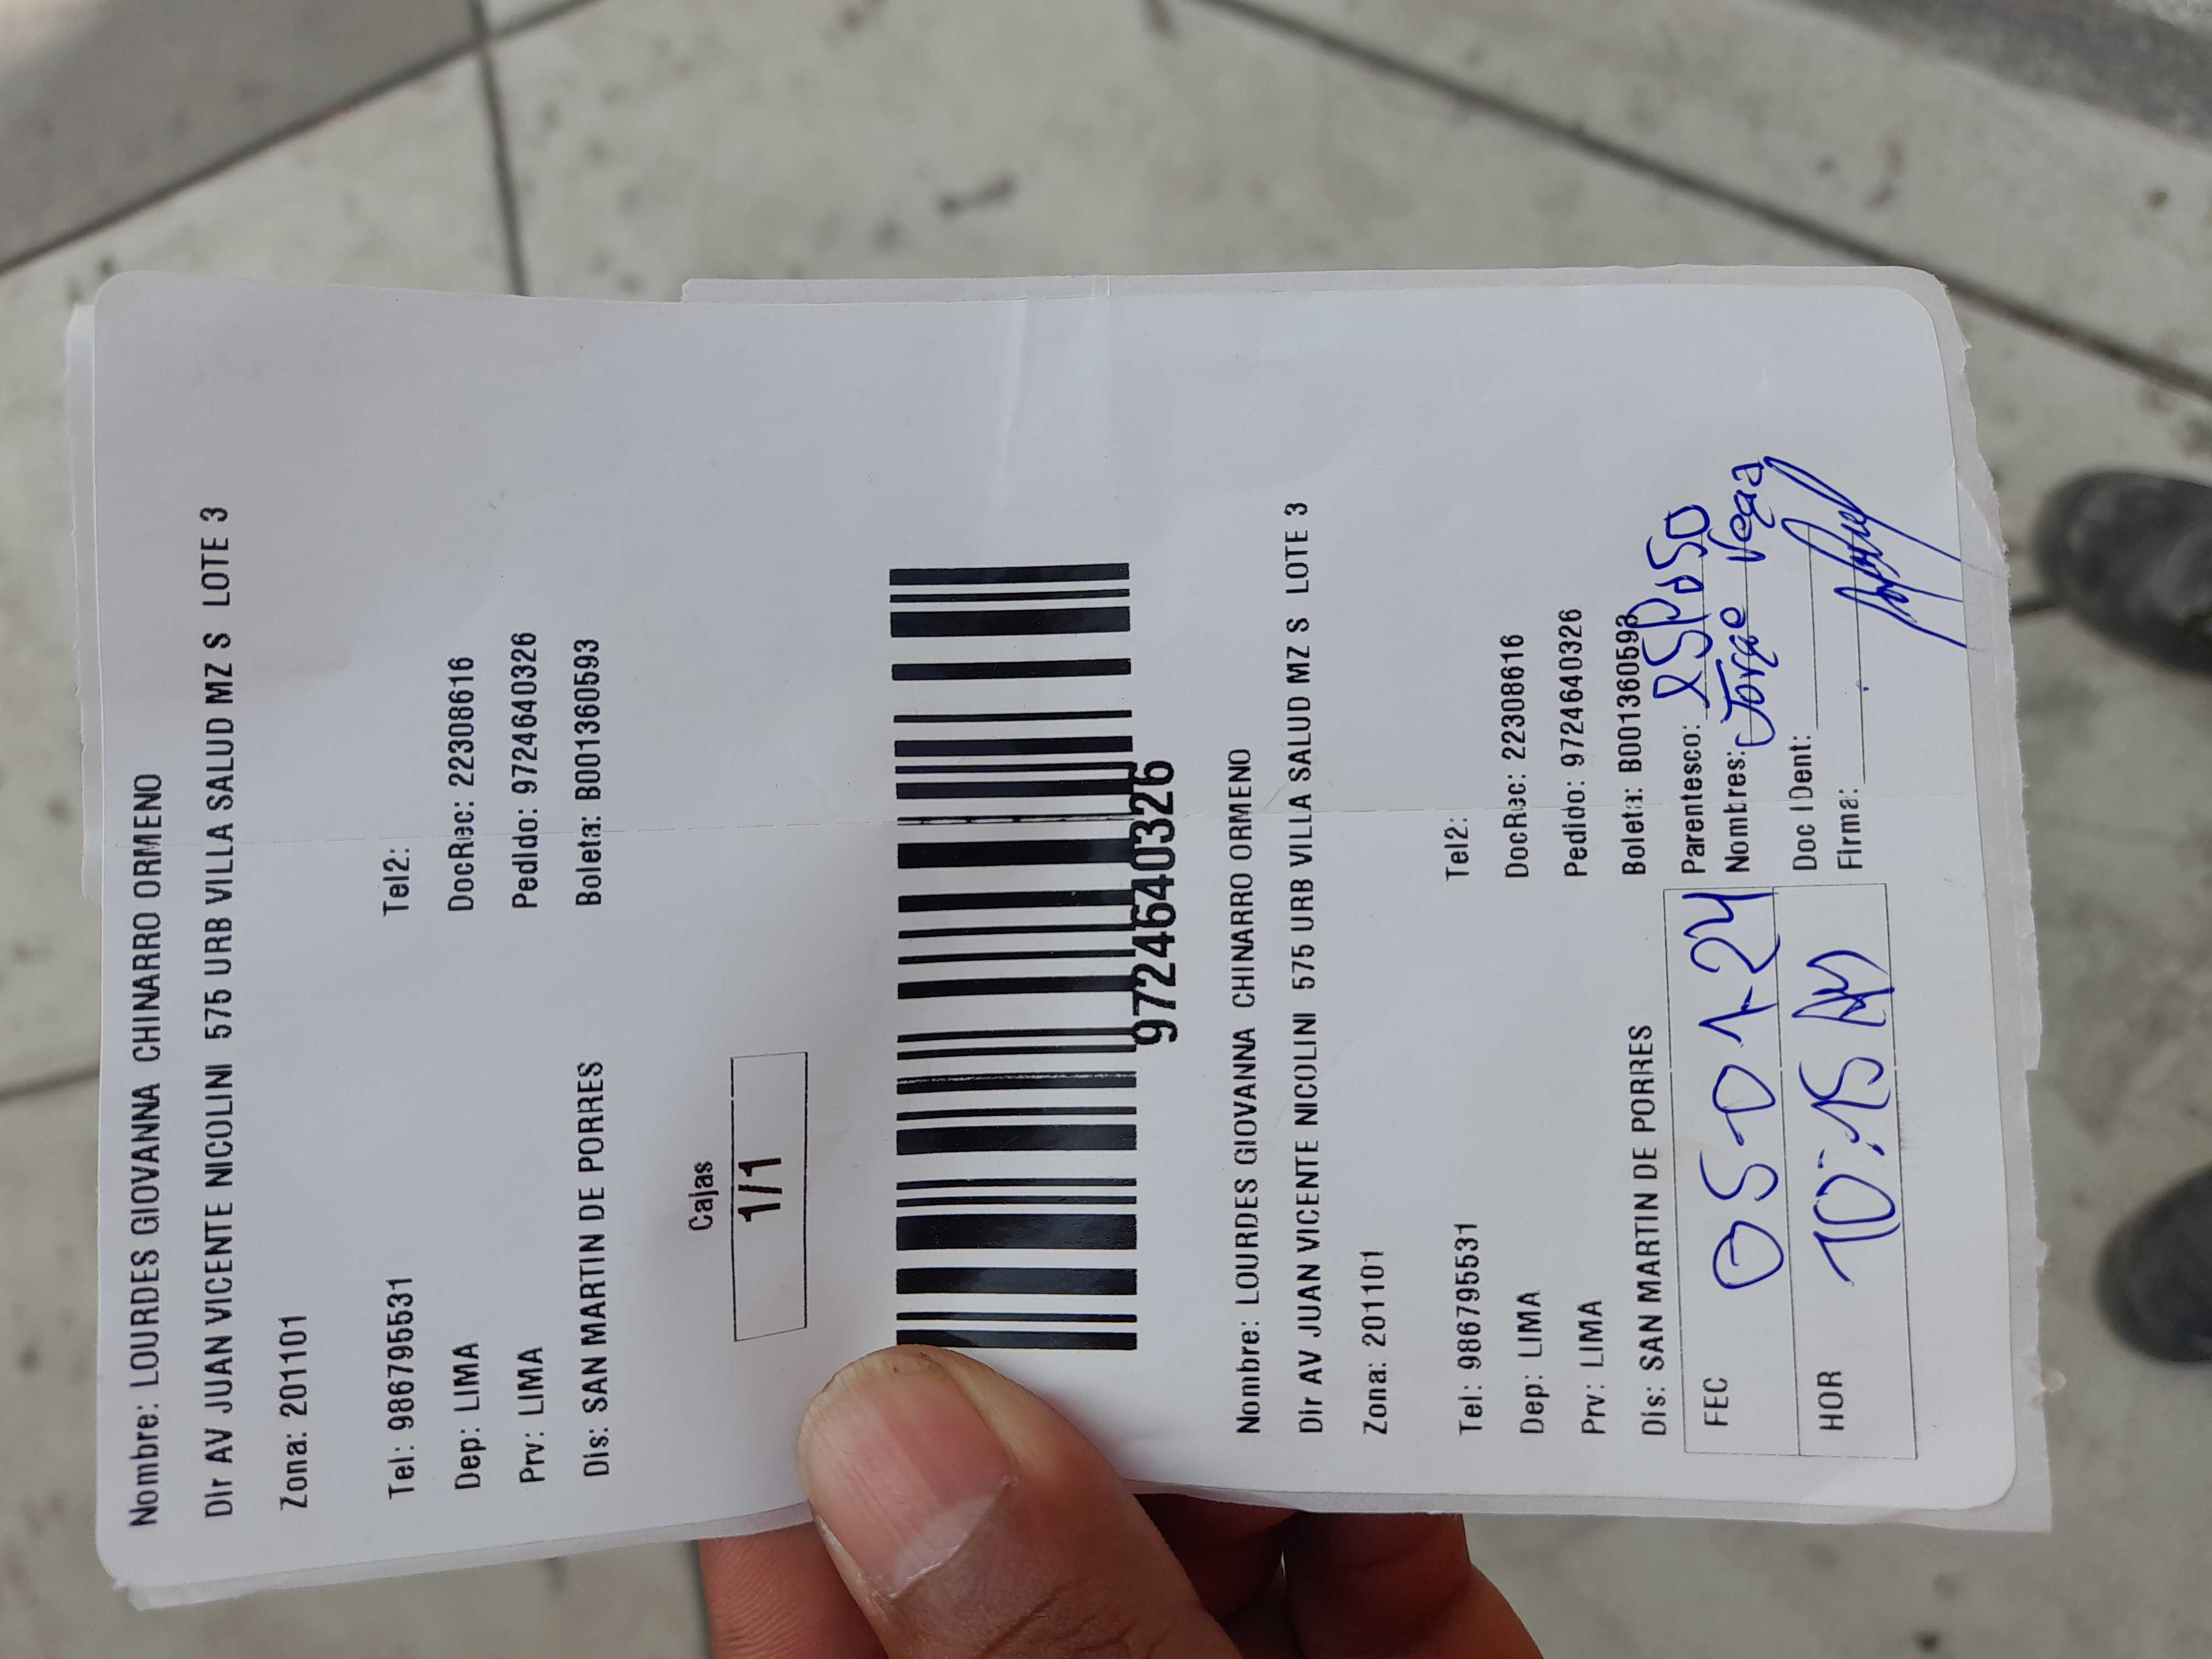 Nombre: LOURDES GIOVANNA CHINARRO ORMENO
Dir AV JUAN VICENTE NICOLINI 575 URB VILLA SALUD MZ S LOTE 3
Zona: 201101
Tel: 986795531 Tel2:
Dep: LIMA DocRec: 22308616
Prv: LIMA Pedido: 972464640326
Dis: SAN MARTIN DE PORRES Boleta: B001360593
Cajas
1/1
9724640326
Nombre: LOURDES GIOVANNA CHINARRO ORMENO
Dir AV JUAN VICENTE NICOLINI 575 URB VILLA SALUD MZ S LOTE 3
Zona: 201101
Tel: 986795531 Tel2:
Dep: LIMA DocRec: 22308616
Prv: LIMA Pedido: 9724640326
Dis: SAN MARTIN DE PORRES Boleta: B001360593
FEC 05-01-24 Parentesco: esposo
Nombres: Jorge Vega
HOR 10:15 AM Doc IDent:
Firma: